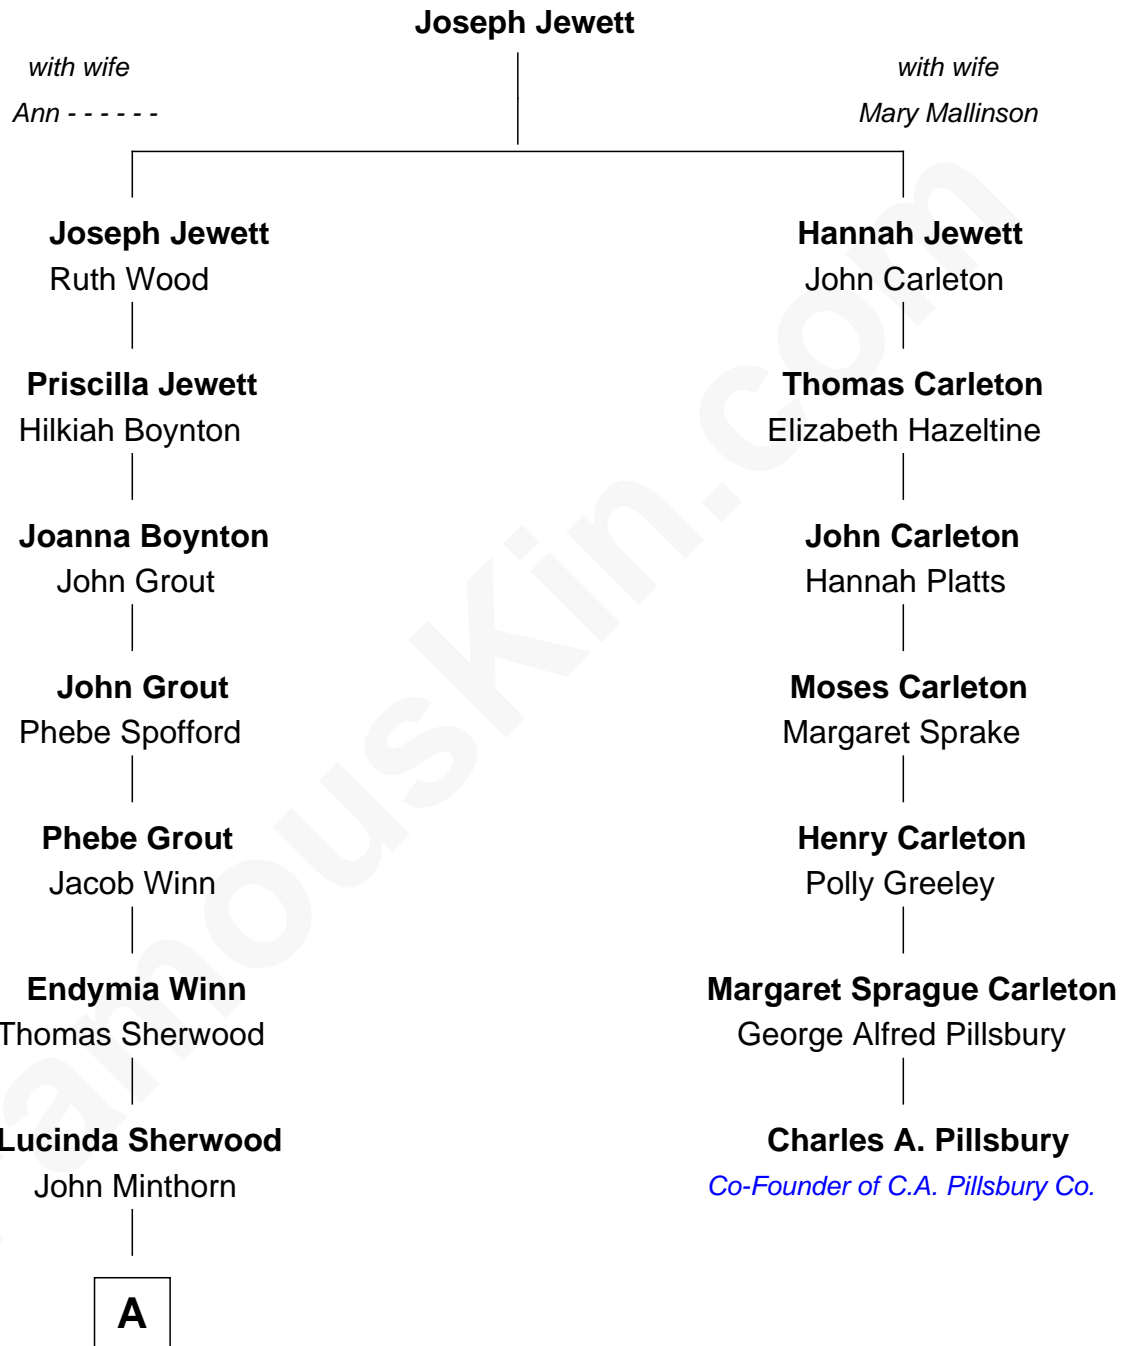 Joseph Jewett
with wife
Ann - - - - - -
with wife
Mary Mallinson
Joseph Jewett
Ruth Wood
Hannah Jewett
John Carleton
Priscilla Jewett
Hilkiah Boynton
Thomas Carleton
Elizabeth Hazeltine
Joanna Boynton
John Grout
John Carleton
Hannah Platts
John Grout
Phebe Spofford
Moses Carleton
Margaret Sprake
Phebe Grout
Jacob Winn
Henry Carleton
Polly Greeley
Endymia Winn
Thomas Sherwood
Margaret Sprague Carleton
George Alfred Pillsbury
Lucinda Sherwood
John Minthorn
Charles A. Pillsbury
Co-Founder of C.A. Pillsbury Co.
A
FamousKin.com